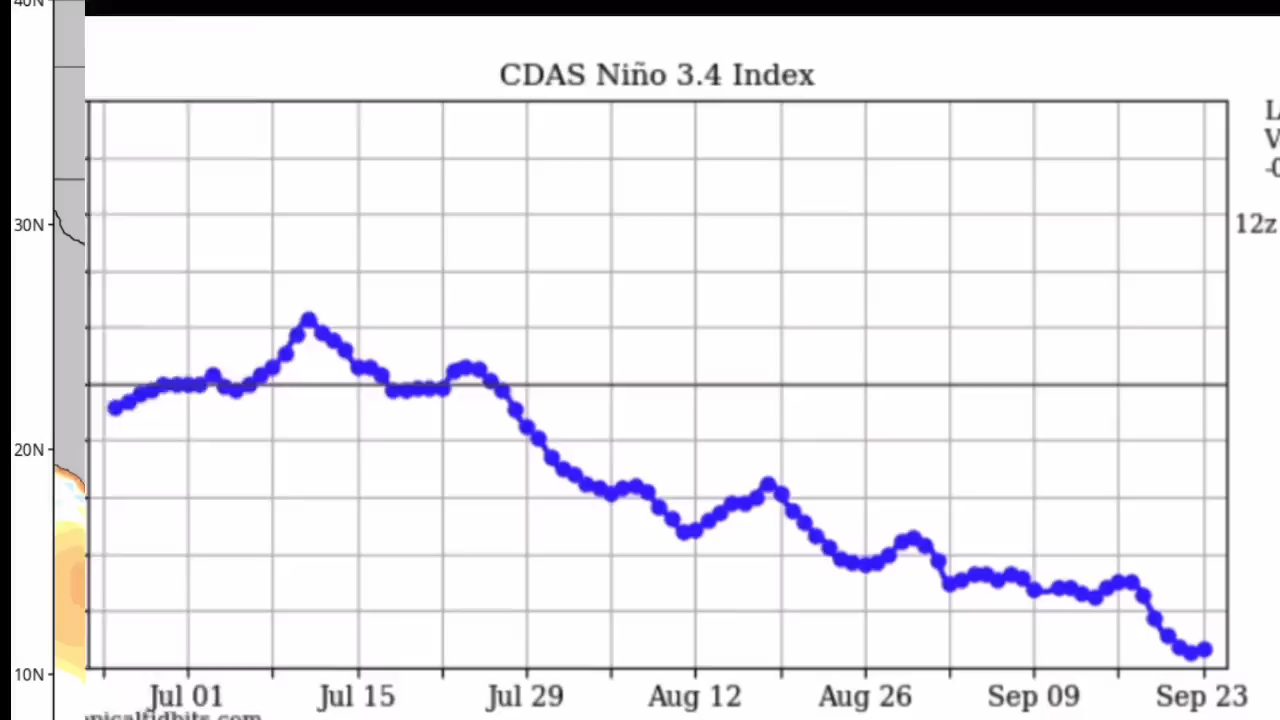 40N
CDAS Niño 3.4 Index
30N
12z
20N
10N
Jul 01 Jul 15 Jul 29 Aug 12 Aug 26 Sep 09 Sep 23